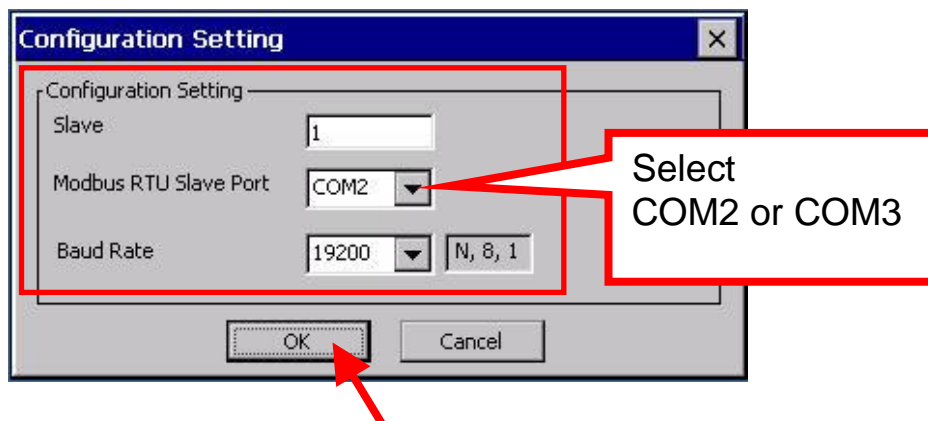 Configuration Setting
Configuration Setting
Slave
1
Modbus RTU Slave Port
COM2
Baud Rate
19200
N, 8, 1
OK
Cancel
Select
COM2 or COM3